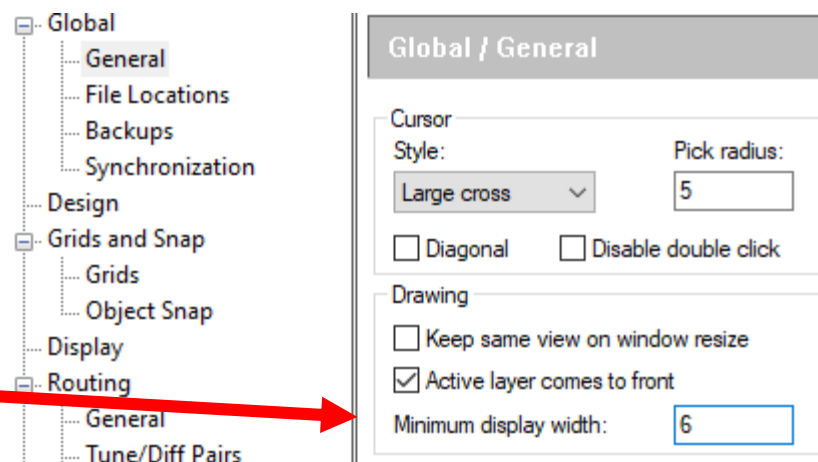 Global
General
File Locations
Backups
Synchronization
Design
Grids and Snap
Grids
Object Snap
Display
Routing
General
Tune/Diff Pairs
Global / General
Cursor
Style: Pick radius:
Large cross 5
Diagonal Disable double click
Drawing
Keep same view on window resize
Active layer comes to front
Minimum display width: 6